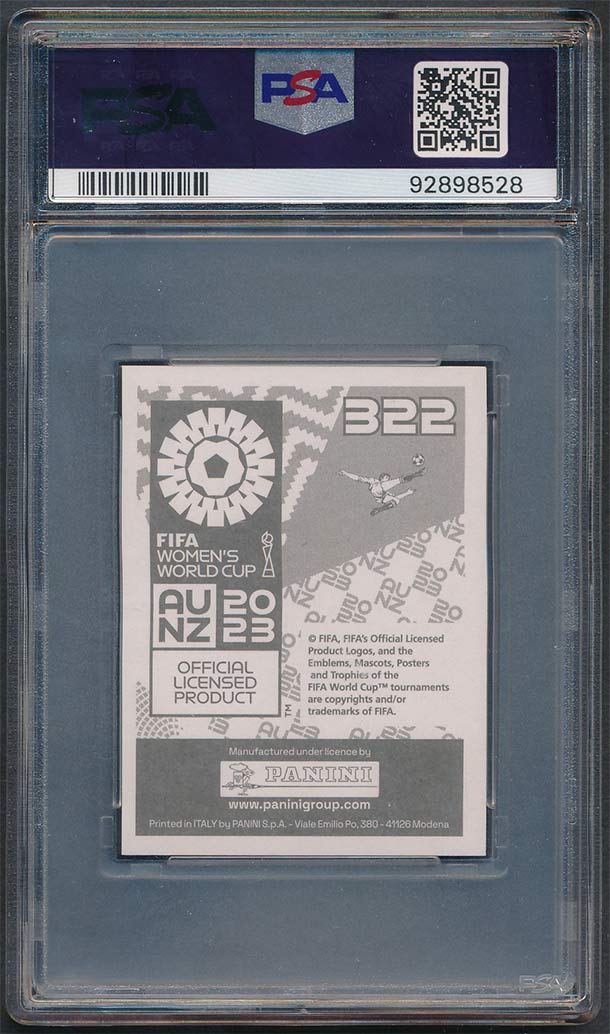 PSA
PSA
92898528
322
FIFA
WOMEN'S
WORLD CUP
AU 20
NZ 23
OFFICIAL
LICENSED
PRODUCT
TM
© FIFA, FIFA's Official Licensed
Product Logos, and the
Emblems, Mascots, Posters
and Trophies of the
FIFA World Cup™ tournaments
are copyrights and/or
trademarks of FIFA.
Manufactured under licence by
PANINI
www.paninigroup.com
Printed in ITALY by PANINI S.p.A. - Viale Emilio Po, 380 - 41126 Modena
PSA